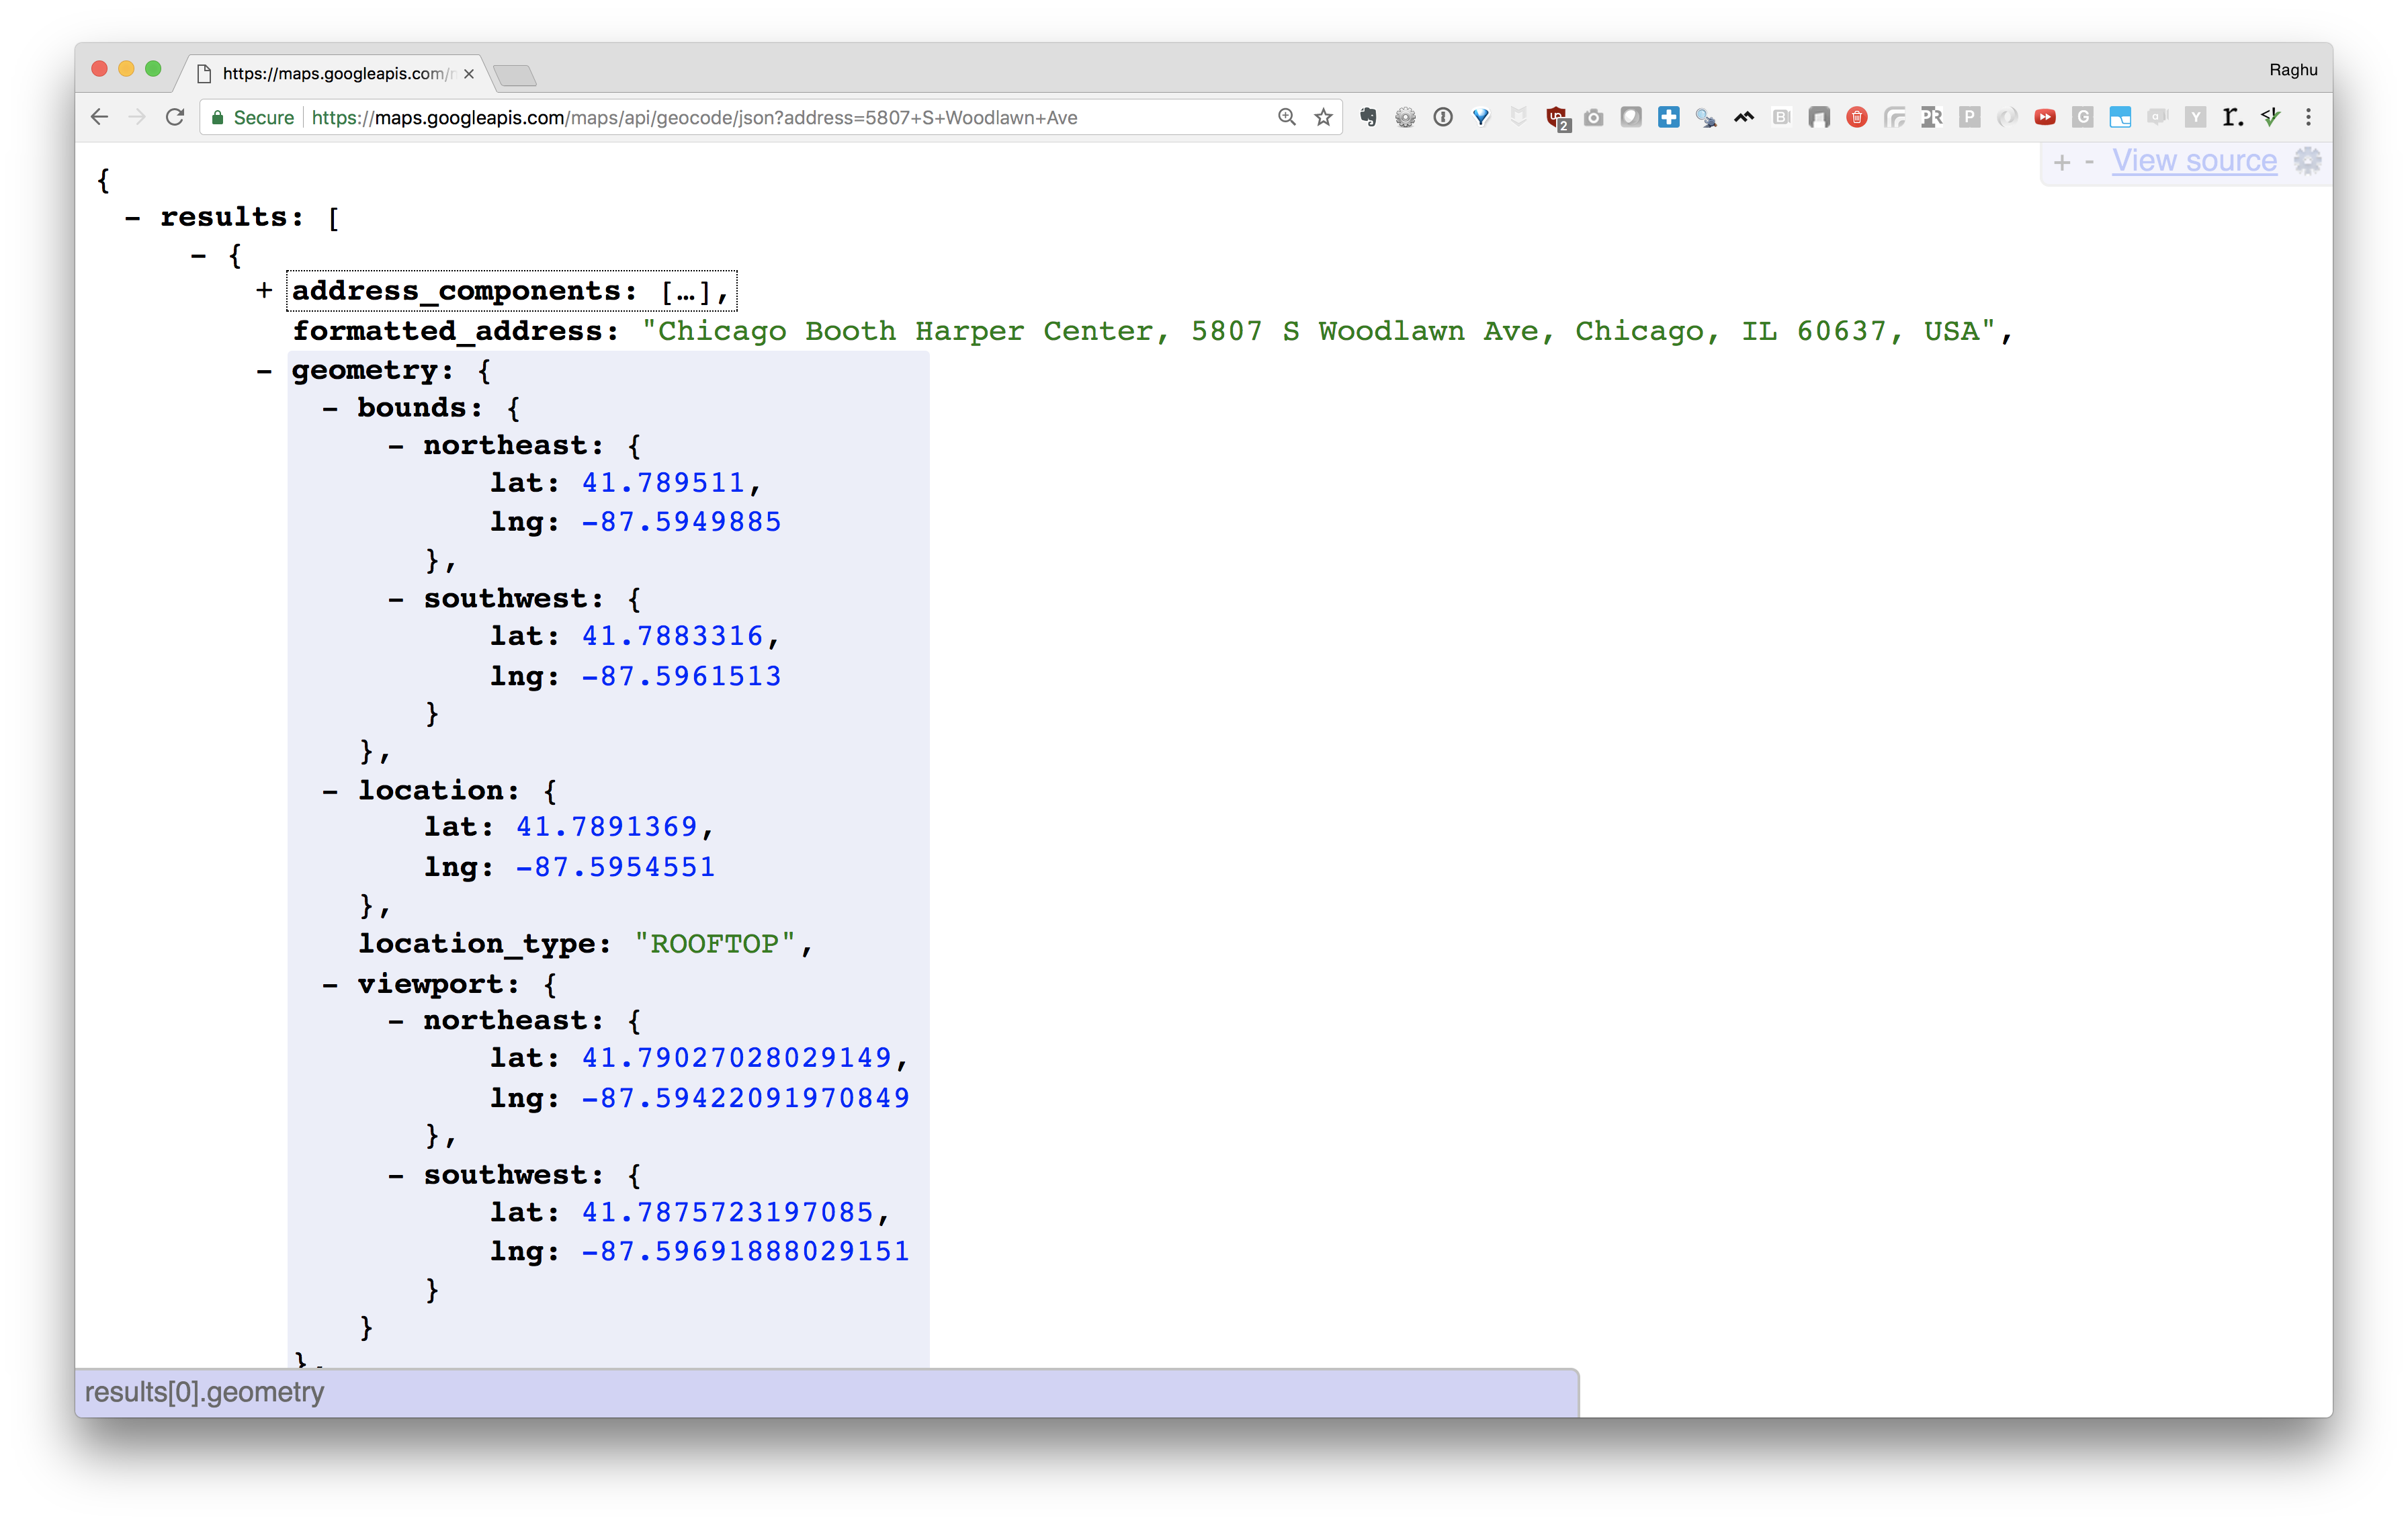 https://maps.googleapis.com/
Raghu
Secure https://maps.googleapis.com/maps/api/geocode/json?address=5807+S+Woodlawn+Ave
+ - View source
{
- results: [
- {
+ address_components: […],
formatted_address: "Chicago Booth Harper Center, 5807 S Woodlawn Ave, Chicago, IL 60637, USA",
- geometry: {
- bounds: {
- northeast: {
lat: 41.789511,
lng: -87.5949885
},
- southwest: {
lat: 41.7883316,
lng: -87.5961513
}
},
- location: {
lat: 41.7891369,
lng: -87.5954551
},
location_type: "ROOFTOP",
- viewport: {
- northeast: {
lat: 41.79027028029149,
lng: -87.59422091970849
},
- southwest: {
lat: 41.7875723197085,
lng: -87.59691888029151
}
}
},
results[0].geometry